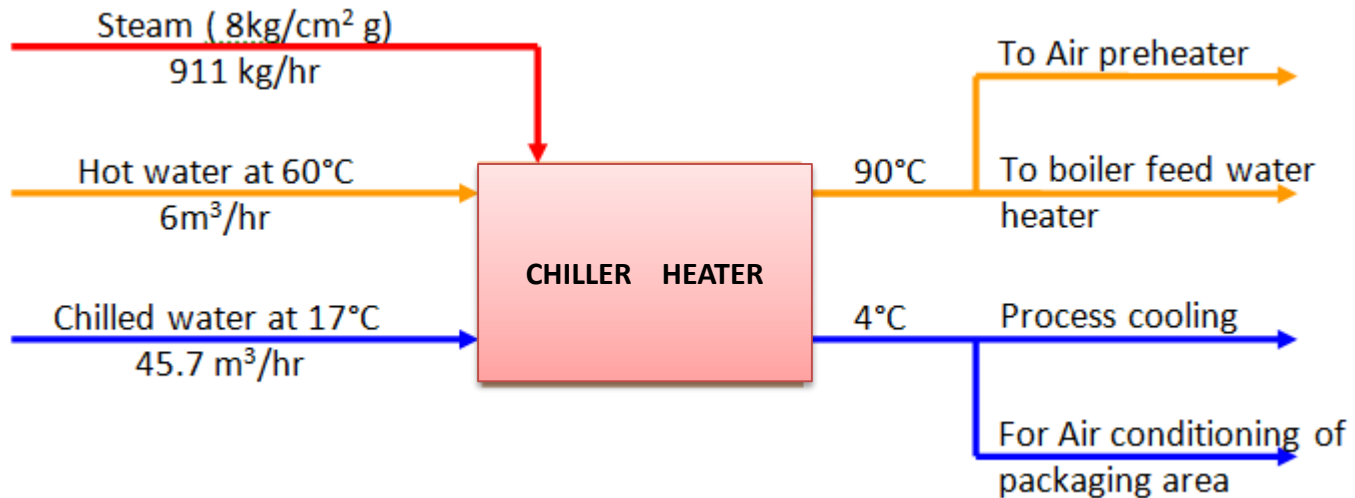 Steam ( 8kg/cm² g)
911 kg/hr
Hot water at 60°C
6m³/hr
Chilled water at 17°C
45.7 m³/hr
CHILLER HEATER
90°C
4°C
To Air preheater
To boiler feed water
heater
Process cooling
For Air conditioning of
packaging area